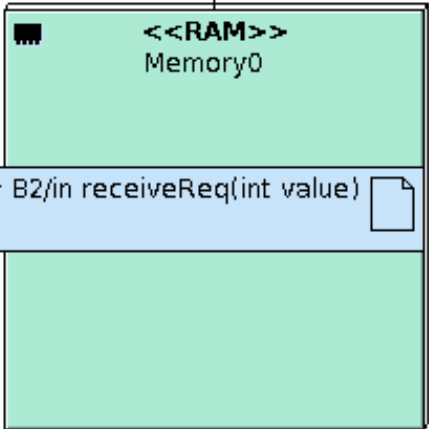 <<RAM>>
Memory0
B2/in receiveReq(int value)